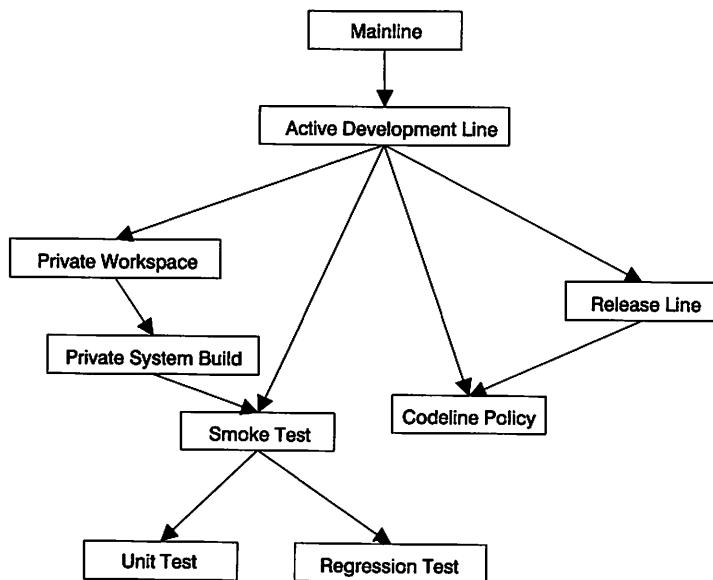 Mainline
Active Development Line
Private Workspace
Release Line
Private System Build
Codeline Policy
Smoke Test
Unit Test
Regression Test